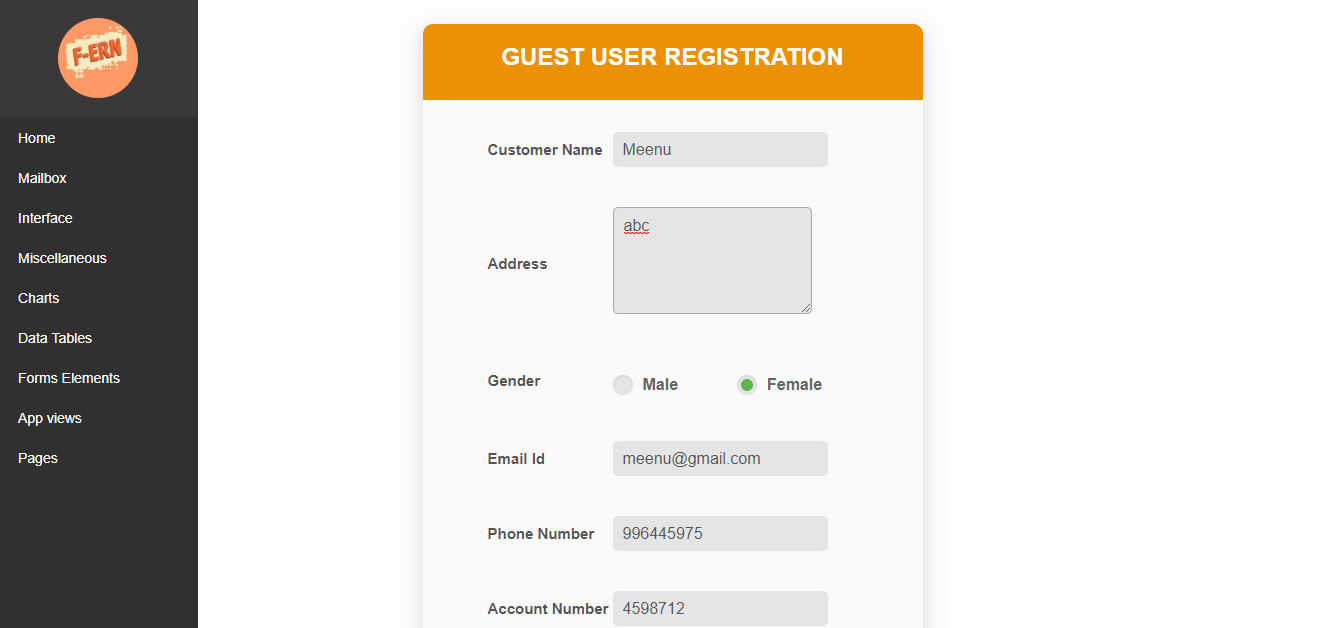 F-ERN
Home
Mailbox
Interface
Miscellaneous
Charts
Data Tables
Forms Elements
App views
Pages
GUEST USER REGISTRATION
Customer Name Meenu
Address abc
Gender Male Female
Email Id meenu@gmail.com
Phone Number 996445975
Account Number 4598712